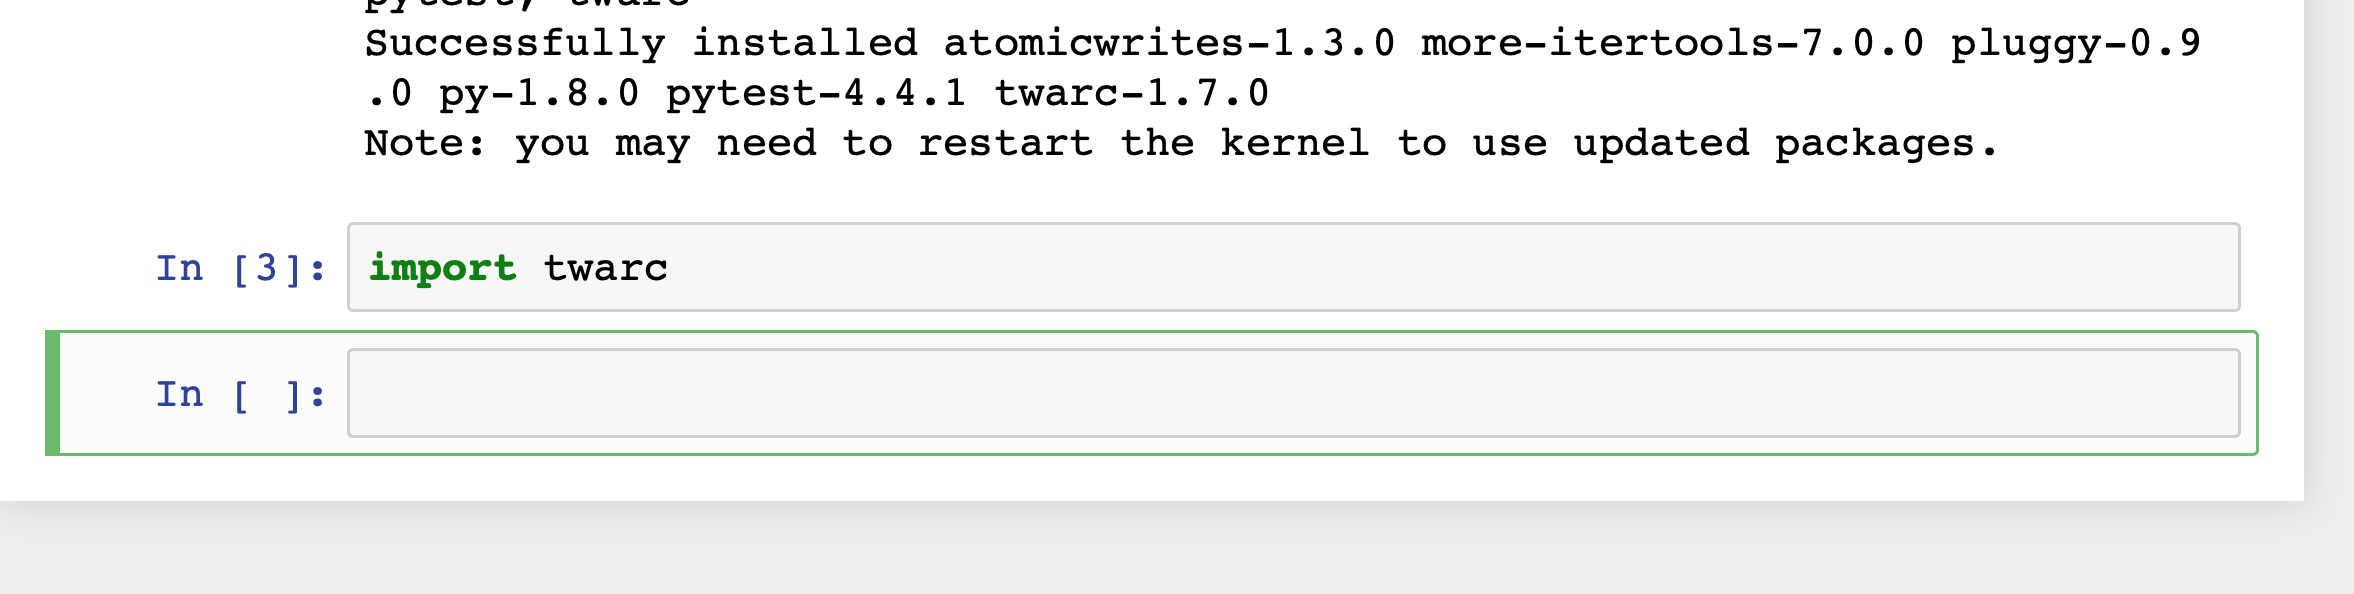 pytest, twarc
Successfully installed atomicwrites-1.3.0 more-itertools-7.0.0 pluggy-0.9
.0 py-1.8.0 pytest-4.4.1 twarc-1.7.0
Note: you may need to restart the kernel to use updated packages.
In [3]: import twarc
In [ ]: